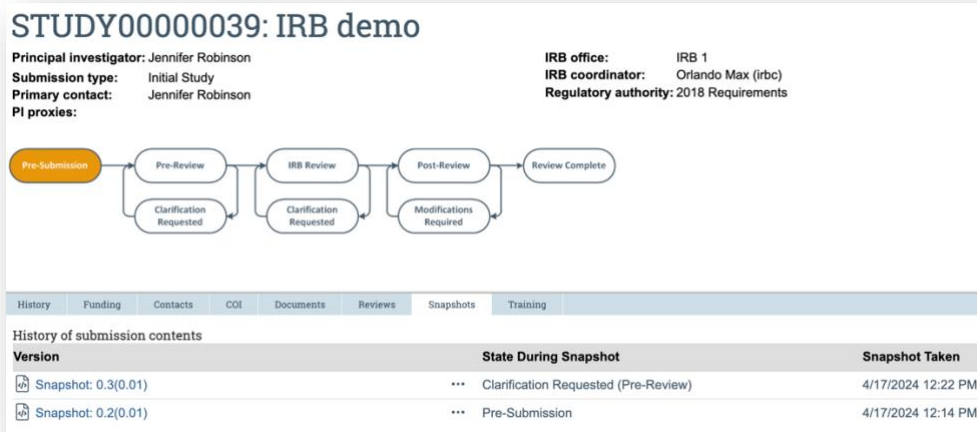 STUDY00000039: IRB demo
Principal investigator: Jennifer Robinson
Submission type: Initial Study
Primary contact: Jennifer Robinson
PI proxies:
IRB office: IRB 1
IRB coordinator: Orlando Max (irbc)
Regulatory authority: 2018 Requirements
Pre-Submission
Pre-Review
IRB Review
Post-Review
Review Complete
Clarification
Requested
Clarification
Requested
Modifications
Required
History Funding Contacts COI Documents Reviews Snapshots Training
History of submission contents
Version State During Snapshot Snapshot Taken
Snapshot: 0.3(0.01) ••• Clarification Requested (Pre-Review) 4/17/2024 12:22 PM
Snapshot: 0.2(0.01) ••• Pre-Submission 4/17/2024 12:14 PM